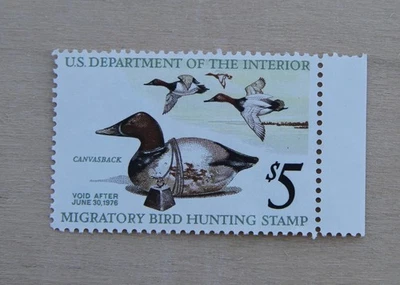 U.S. DEPARTMENT OF THE INTERIOR
CANVASBACK
VOID AFTER
JUNE 30, 1976
$5
MIGRATORY BIRD HUNTING STAMP